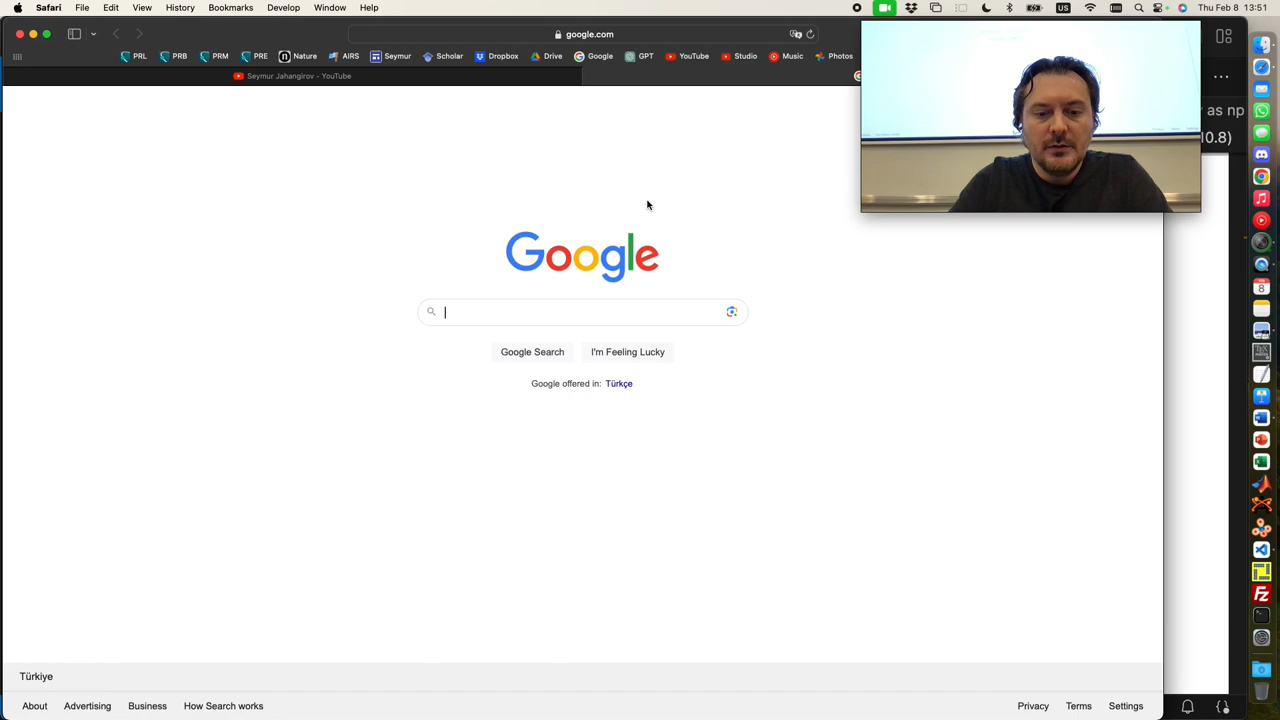 Safari File Edit View History Bookmarks Develop Window Help US Thu Feb 8 13:51
google.com
PRL PRB PRM PRE Nature AIRS Seymur Scholar Dropbox Drive Google GPT YouTube Studio Music Photos
Seymur Jahangirov - YouTube
...
as np
0.8)
8
Google
Google Search I'm Feeling Lucky
Google offered in: Türkçe
Türkiye
About Advertising Business How Search works Privacy Terms Settings